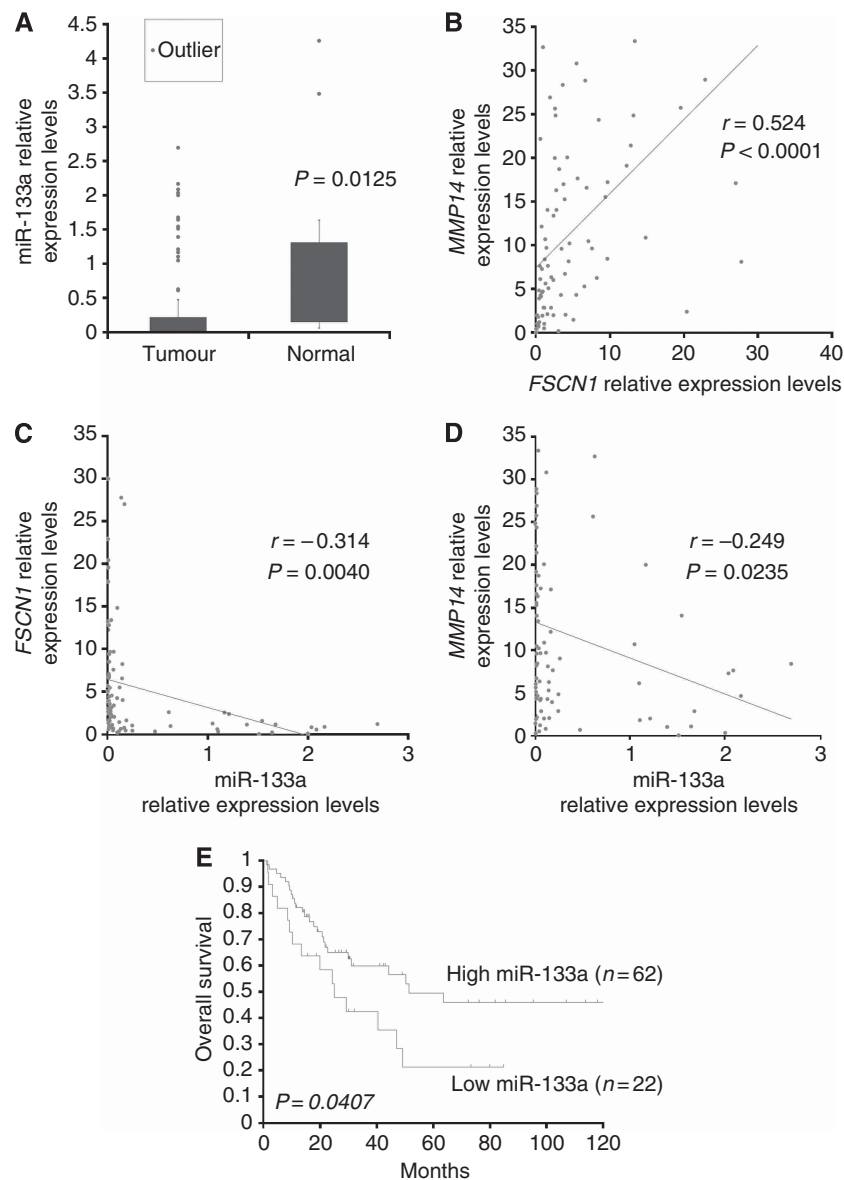 A
miR-133a relative
expression levels
4.5
4
3.5
3
2.5
2
1.5
1
0.5
0
Outlier
P = 0.0125
Tumour
Normal
B
MMP14 relative
expression levels
35
30
25
20
15
10
5
0
r = 0.524
P < 0.0001
0 10 20 30 40
FSCN1 relative expression levels
C
FSCN1 relative
expression levels
35
30
25
20
15
10
5
0
r = −0.314
P = 0.0040
0 1 2 3
miR-133a
relative expression levels
D
MMP14 relative
expression levels
35
30
25
20
15
10
5
0
r = −0.249
P = 0.0235
0 1 2 3
miR-133a
relative expression levels
E
Overall survival
1
0.9
0.8
0.7
0.6
0.5
0.4
0.3
0.2
0.1
0
High miR-133a (n=62)
Low miR-133a (n=22)
P = 0.0407
0 20 40 60 80 100 120
Months